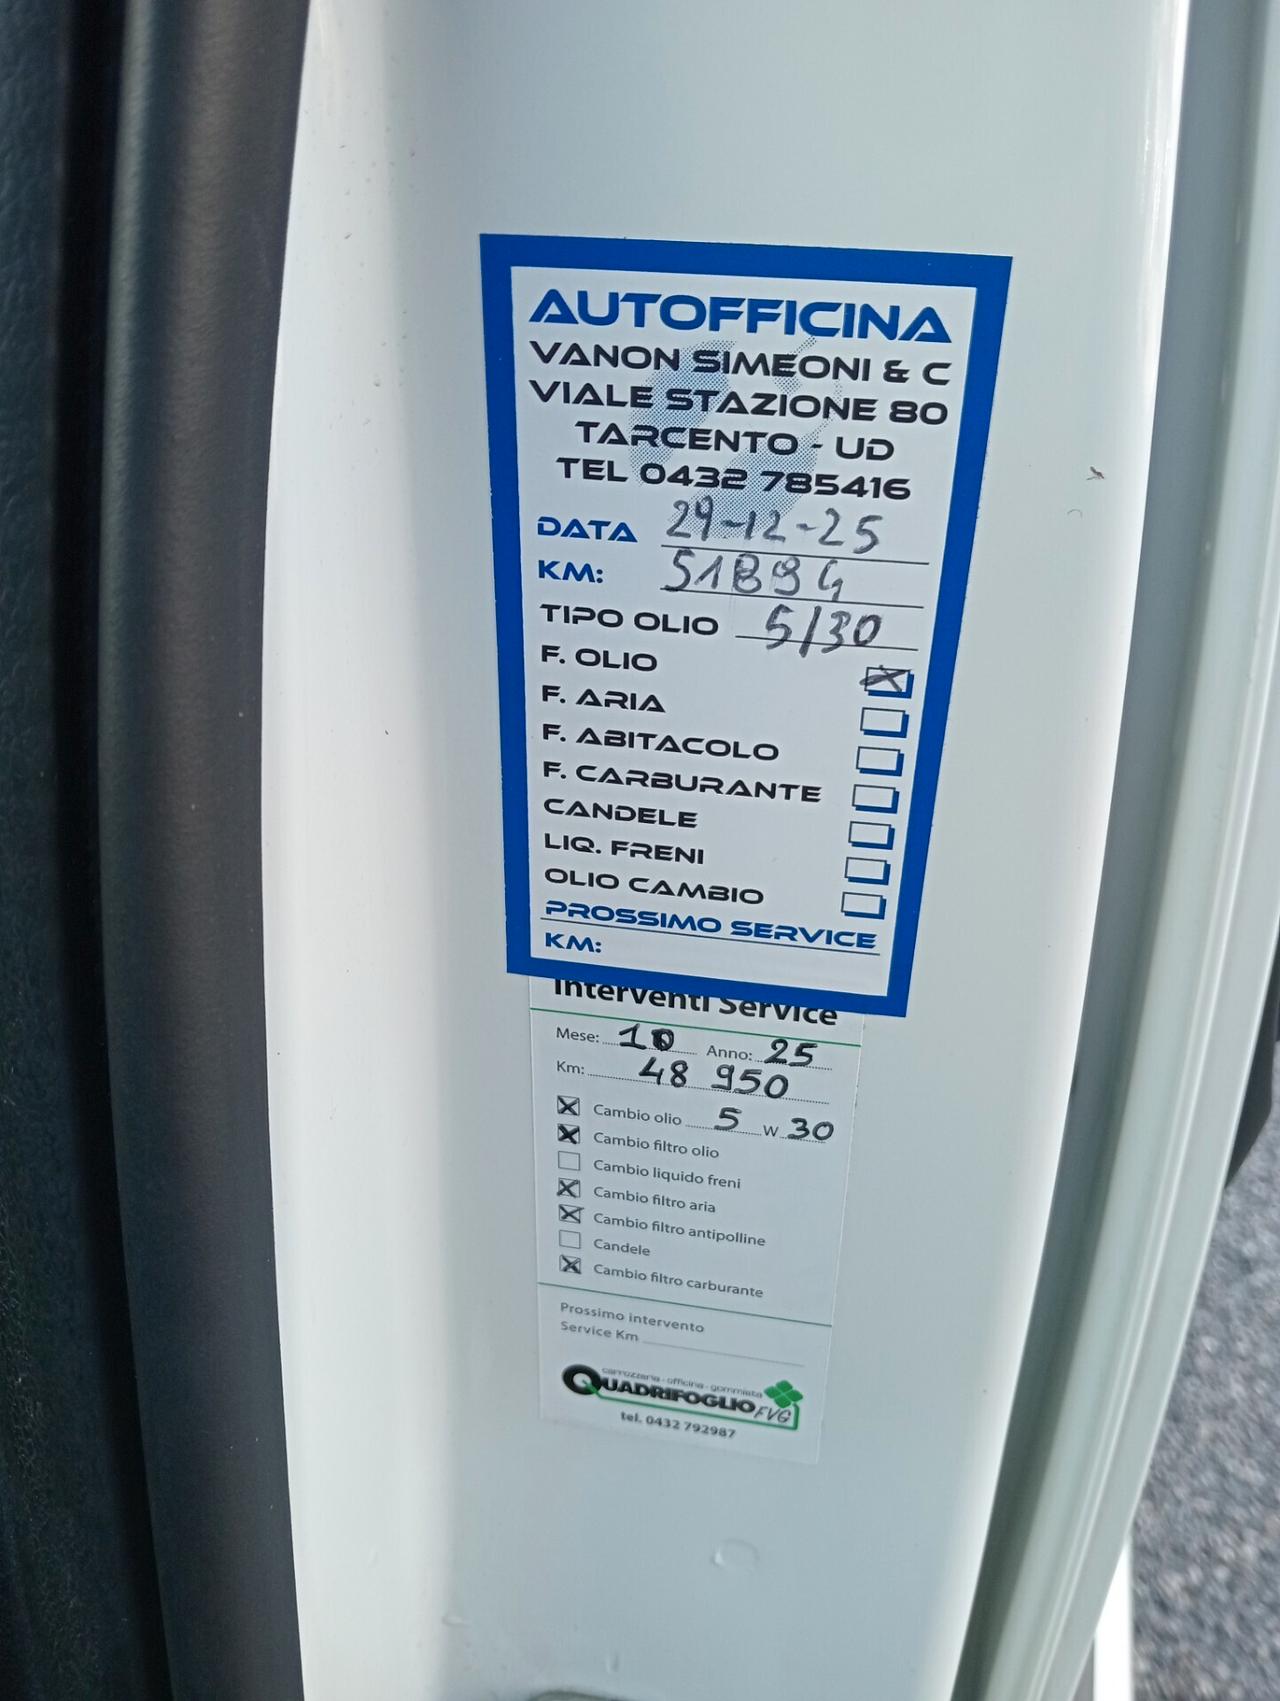 AUTOFFICINA
VANON SIMEONI & C
VIALE STAZIONE 80
TARCENTO - UD
TEL 0432 785416
DATA 29-12-25
KM: 51894
TIPO OLIO 5/30
F. OLIO
F. ARIA
F. ABITACOLO
F. CARBURANTE
CANDELE
LIQ. FRENI
OLIO CAMBIO
PROSSIMO SERVICE
KM:
Interventi Service
Mese: 10 Anno: 25
Km: 48 950
Cambio olio 5 W 30
Cambio filtro olio
Cambio liquido freni
Cambio filtro aria
Cambio filtro antipolline
Candele
Cambio filtro carburante
Prossimo intervento
Service Km
carrozzeria - officina - gommista
QUADRIFOGLIO FVG
tel. 0432 792987